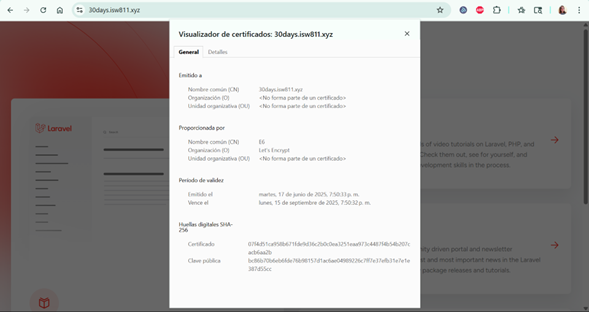 30days.isw811.xyz
Visualizador de certificados: 30days.isw811.xyz
General
Detalles
Emitido a
Nombre común (CN) 30days.isw811.xyz
Organización (O) <No forma parte de un certificado>
Unidad organizativa (OU) <No forma parte de un certificado>
Proporcionada por
Nombre común (CN) E6
Organización (O) Let's Encrypt
Unidad organizativa (OU) <No forma parte de un certificado>
Período de validez
Emitido el martes, 17 de junio de 2025, 7:50:33 p. m.
Vence el lunes, 15 de septiembre de 2025, 7:50:32 p. m.
Huellas digitales SHA-
256
Certificado
Clave pública
Laravel
s of video tutorials on Laravel, PHP, and
Check them out, see for yourself, and
elopment skills in the process.
ity driven portal and newsletter
and most important news in the Laravel
package releases and tutorials.